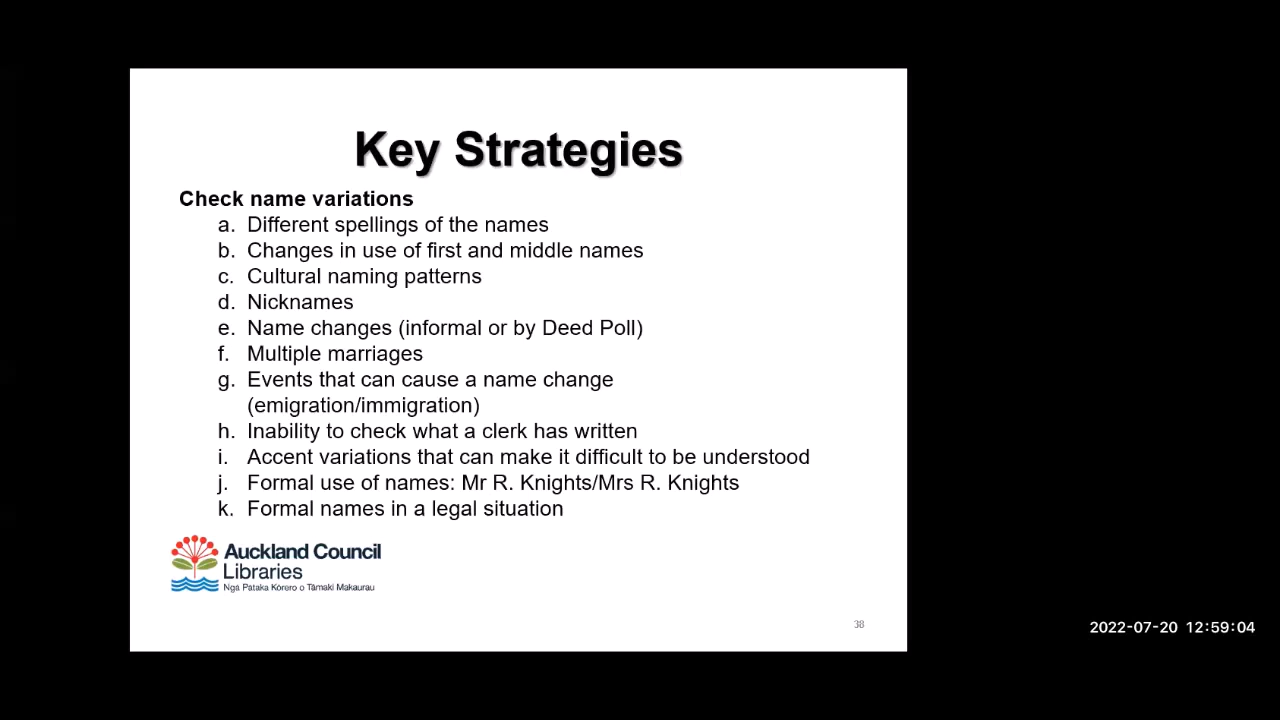 Key Strategies
Check name variations
a. Different spellings of the names
b. Changes in use of first and middle names
c. Cultural naming patterns
d. Nicknames
e. Name changes (informal or by Deed Poll)
f. Multiple marriages
g. Events that can cause a name change
(emigration/immigration)
h. Inability to check what a clerk has written
i. Accent variations that can make it difficult to be understood
j. Formal use of names: Mr R. Knights/Mrs R. Knights
k. Formal names in a legal situation
Auckland Council
Libraries
Ngā Pātaka Kōrero o Tāmaki Makaurau
38
2022-07-20 12:59:04